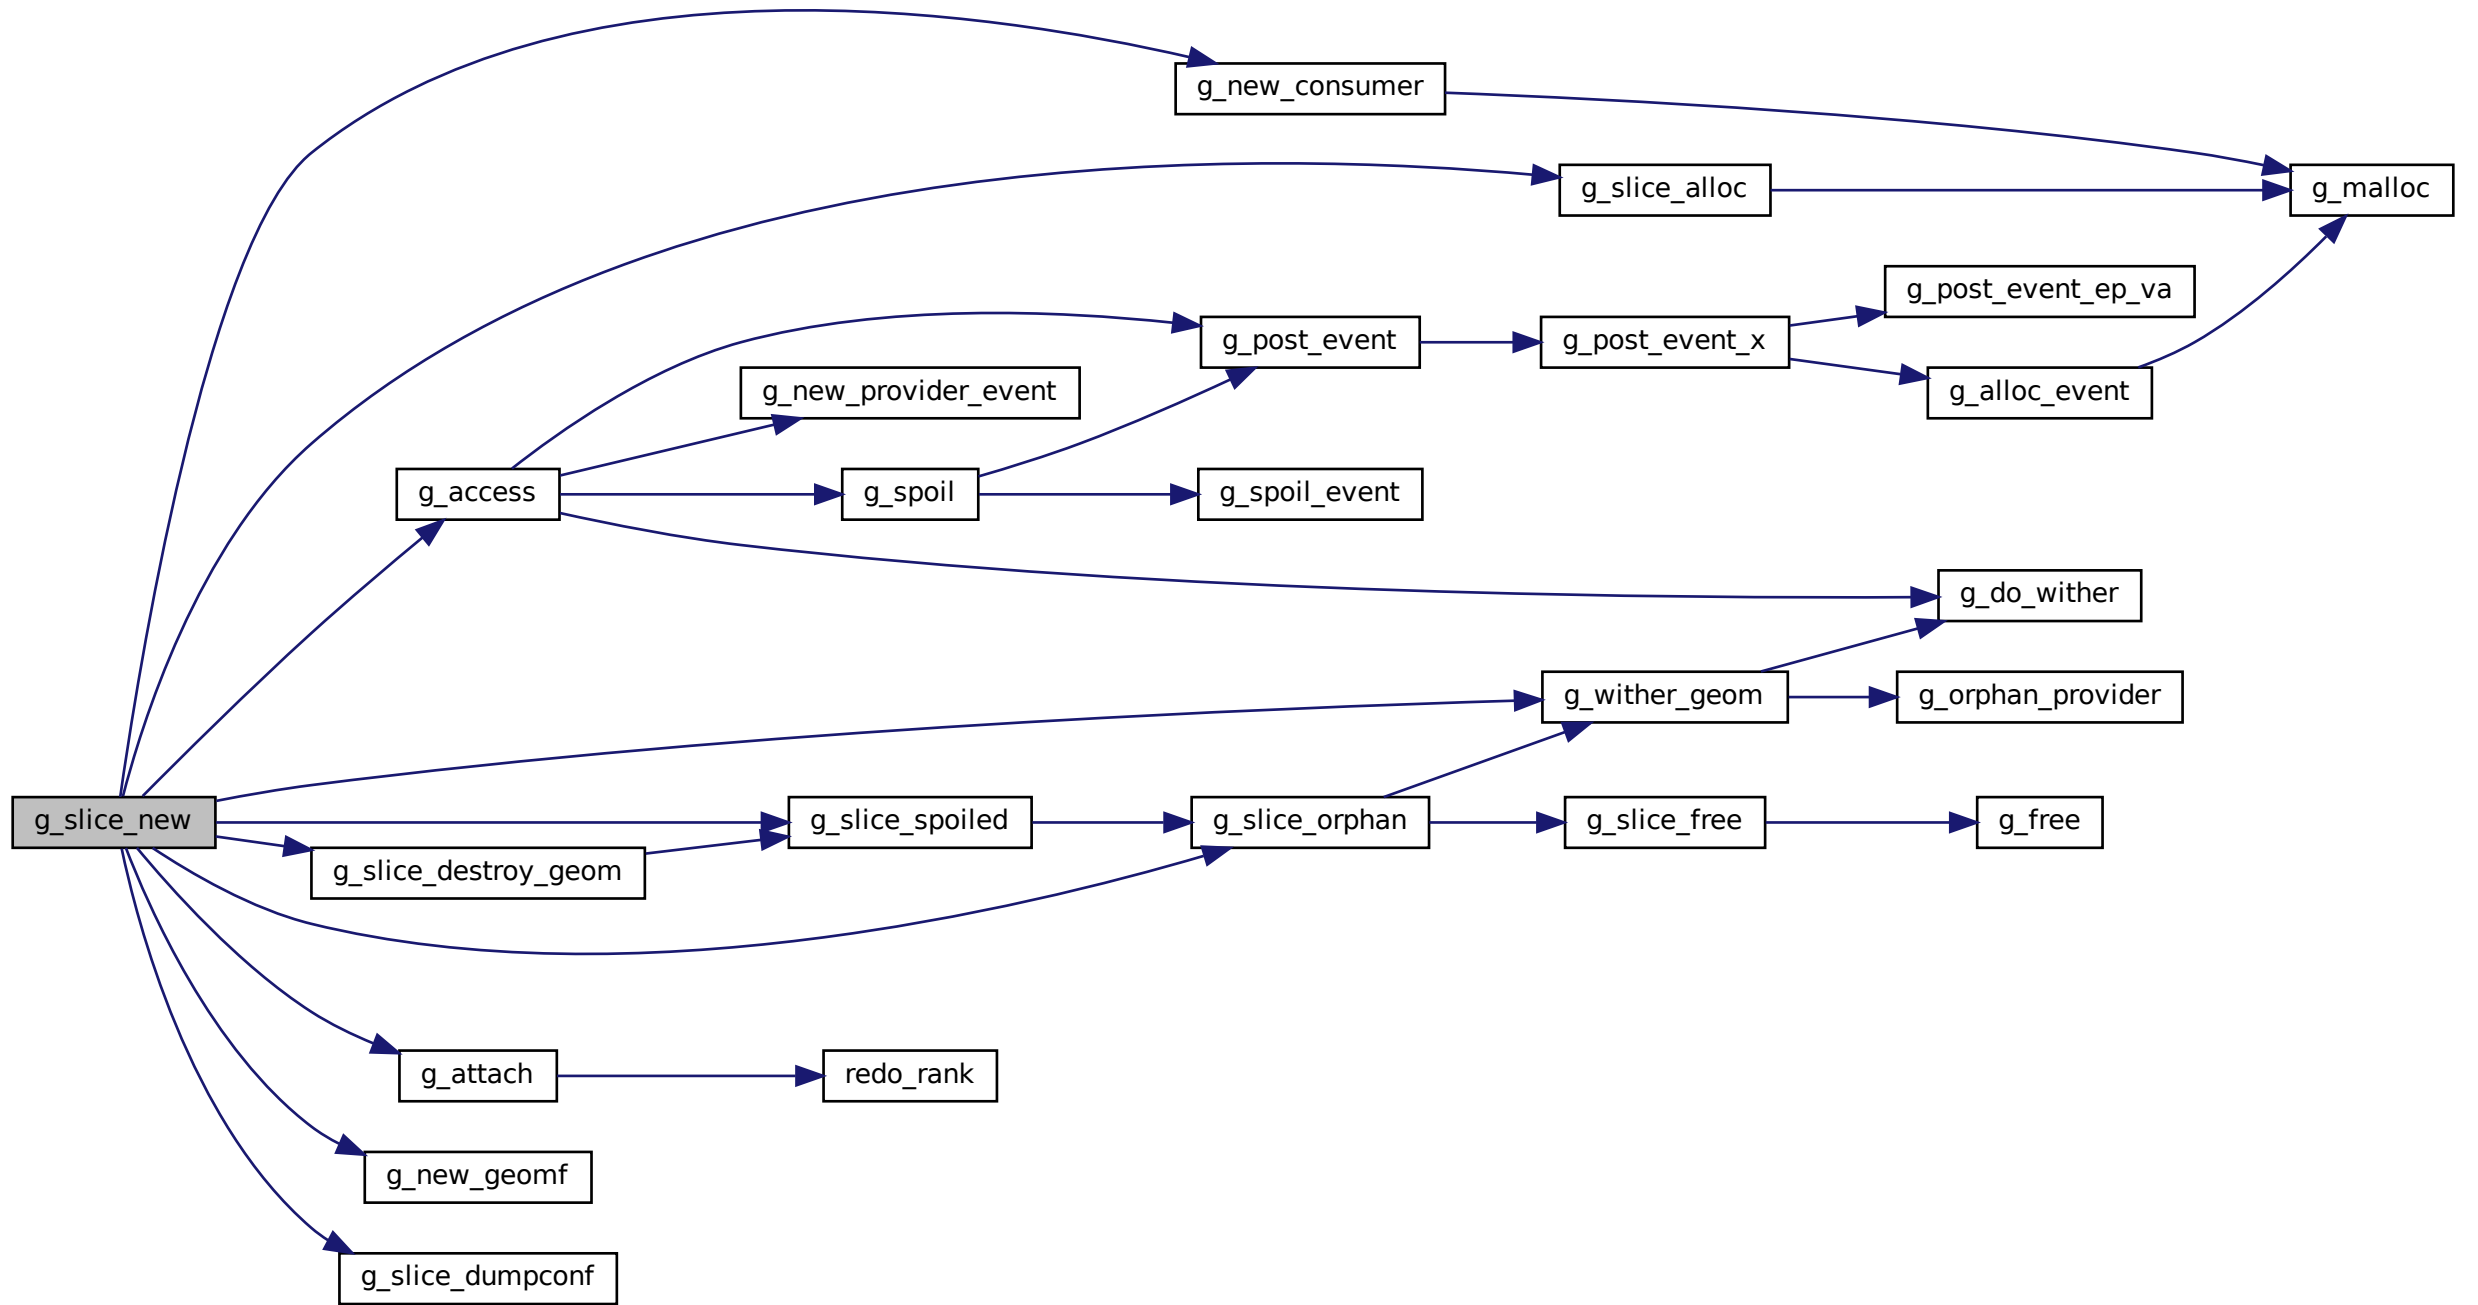 g_new_consumer
g_slice_alloc
g_malloc
g_post_event_ep_va
g_post_event
g_post_event_x
g_new_provider_event
g_alloc_event
g_access
g_spoil
g_spoil_event
g_do_wither
g_wither_geom
g_orphan_provider
g_slice_new
g_slice_spoiled
g_slice_orphan
g_slice_free
g_free
g_slice_destroy_geom
g_attach
redo_rank
g_new_geomf
g_slice_dumpconf